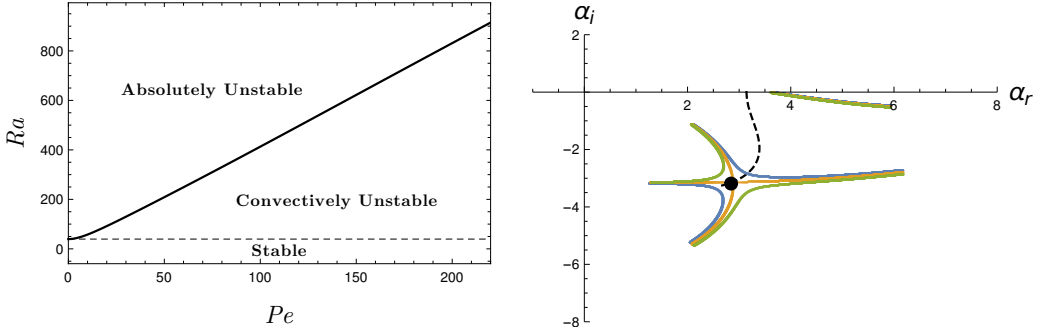 800
600
400
200
0
Ra
Absolutely Unstable
Convectively Unstable
Stable
0 50 100 150 200
Pe
α_i
2
2 4 6 8
α_r
-2
-4
-6
-8